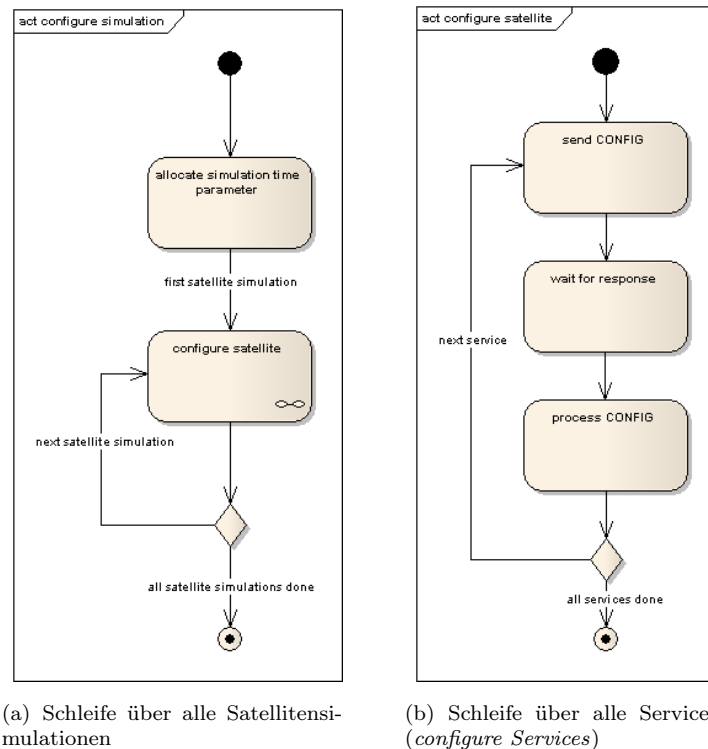 act configure simulation
allocate simulation time
parameter
first satellite simulation
configure satellite
next satellite simulation
all satellite simulations done
(a) Schleife über alle Satellitensi-
mulationen
act configure satellite
send CONFIG
wait for response
next service
process CONFIG
all services done
(b) Schleife über alle Service
(configure Services)